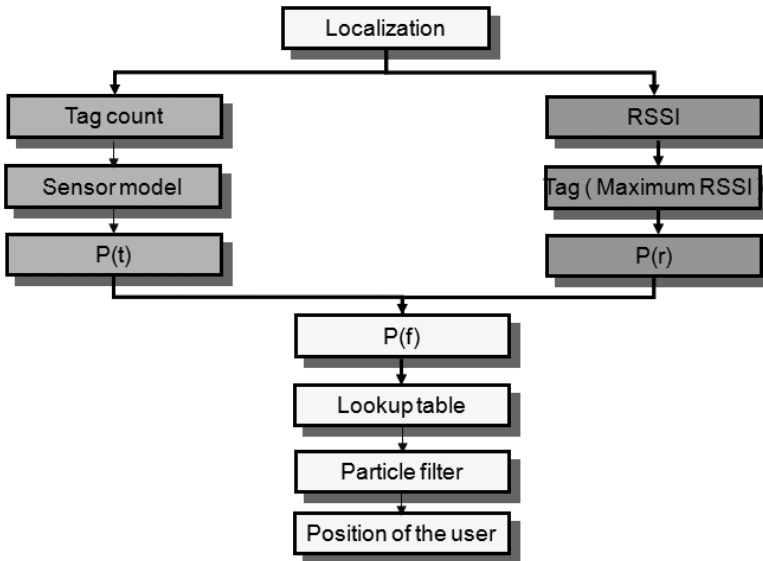 Localization
Tag count
RSSI
Sensor model
Tag ( Maximum RSSI )
P(t)
P(r)
P(f)
Lookup table
Particle filter
Position of the user